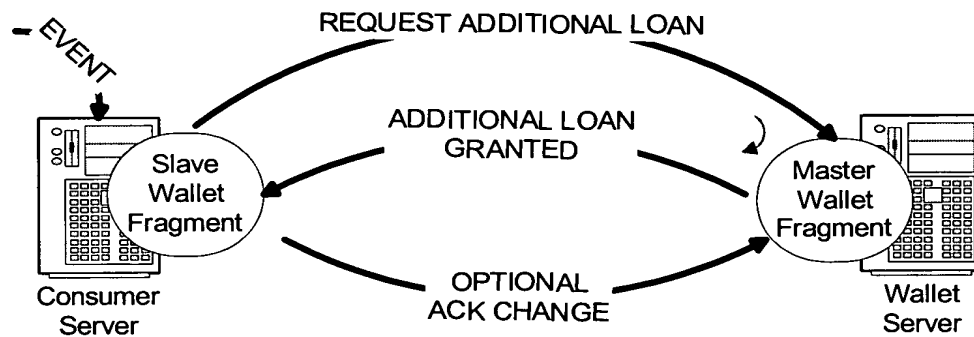 EVENT
REQUEST ADDITIONAL LOAN
ADDITIONAL LOAN
GRANTED
Slave
Wallet
Fragment
Master
Wallet
Fragment
OPTIONAL
ACK CHANGE
Consumer
Server
Wallet
Server